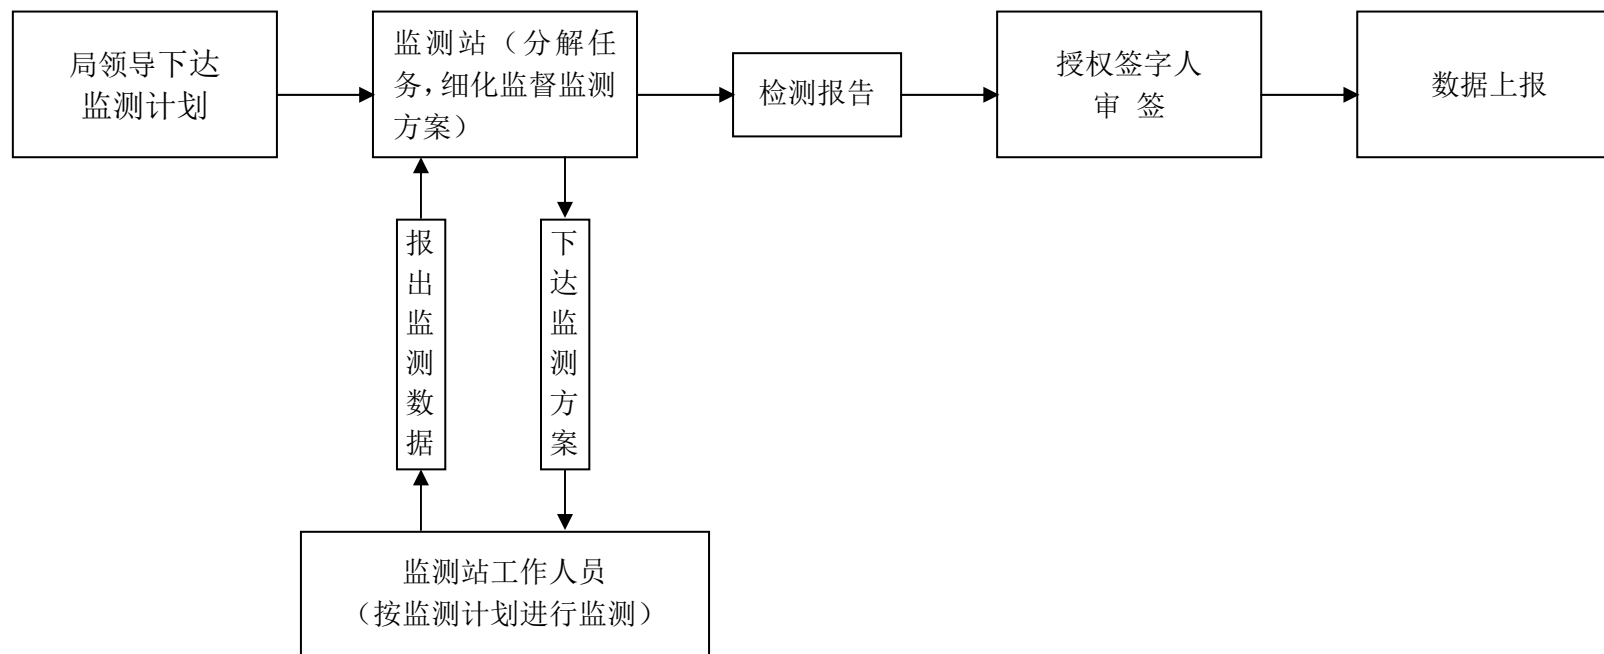 局领导下达
监测计划
监测站（分解任
务，细化监督监测
方案）
检测报告
授权签字人
审 签
数据上报
报出监测数据
下达监测方案
监测站工作人员
（按监测计划进行监测）